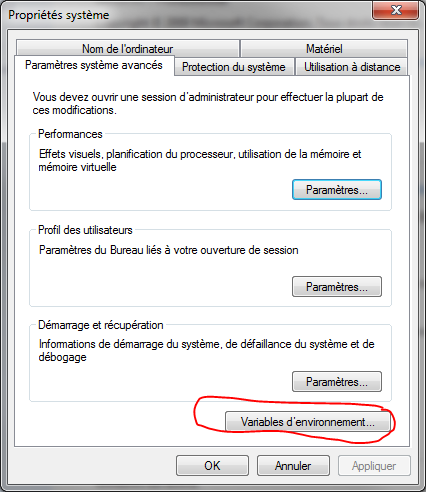 Propriétés système
Nom de l'ordinateur
Matériel
Paramètres système avancés
Protection du système
Utilisation à distance
Vous devez ouvrir une session d'administrateur pour effectuer la plupart de
ces modifications.
Performances
Effets visuels, planification du processeur, utilisation de la mémoire et
mémoire virtuelle
Paramètres...
Profil des utilisateurs
Paramètres du Bureau liés à votre ouverture de session
Paramètres...
Démarrage et récupération
Informations de démarrage du système, de défaillance du système et de
débogage
Paramètres...
Variables d'environnement...
OK
Annuler
Appliquer